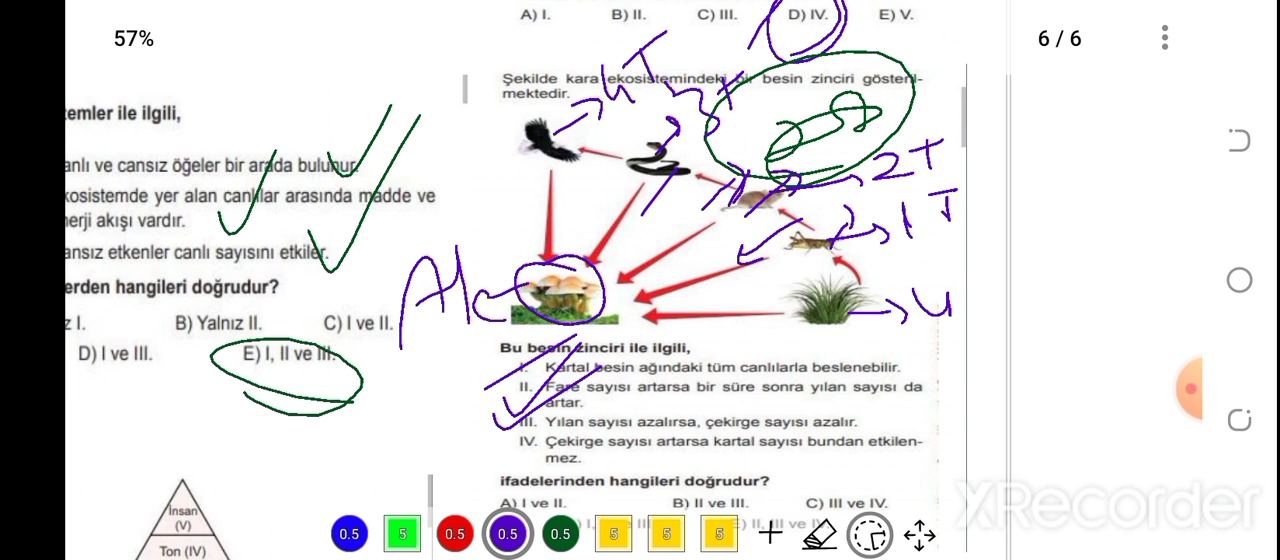 57%
6 / 6
A) I.
B) II.
C) III.
D) IV.
E) V.
Şekilde kara ekosistemindeki bir besin zinciri gösteril-
mektedir.
4T
3T
2T
1T
Bu besin zinciri ile ilgili,
I. Kartal besin ağındaki tüm canlılarla beslenebilir.
II. Fare sayısı artarsa bir süre sonra yılan sayısı da
artar.
III. Yılan sayısı azalırsa, çekirge sayısı azalır.
IV. Çekirge sayısı artarsa kartal sayısı bundan etkilen-
mez.
ifadelerinden hangileri doğrudur?
A) I ve II.
B) II ve III.
C) III ve IV.
temler ile ilgili,
anlı ve cansız öğeler bir arada bulunur.
kosistemde yer alan canlılar arasında madde ve
nerji akışı vardır.
ansız etkenler canlı sayısını etkiler.
erden hangileri doğrudur?
z I.
B) Yalnız II.
C) I ve II.
D) I ve III.
E) I, II ve III.
İnsan
(V)
Ton (IV)
0.5
5
0.5
0.5
0.5
5
5
5
XRecorder